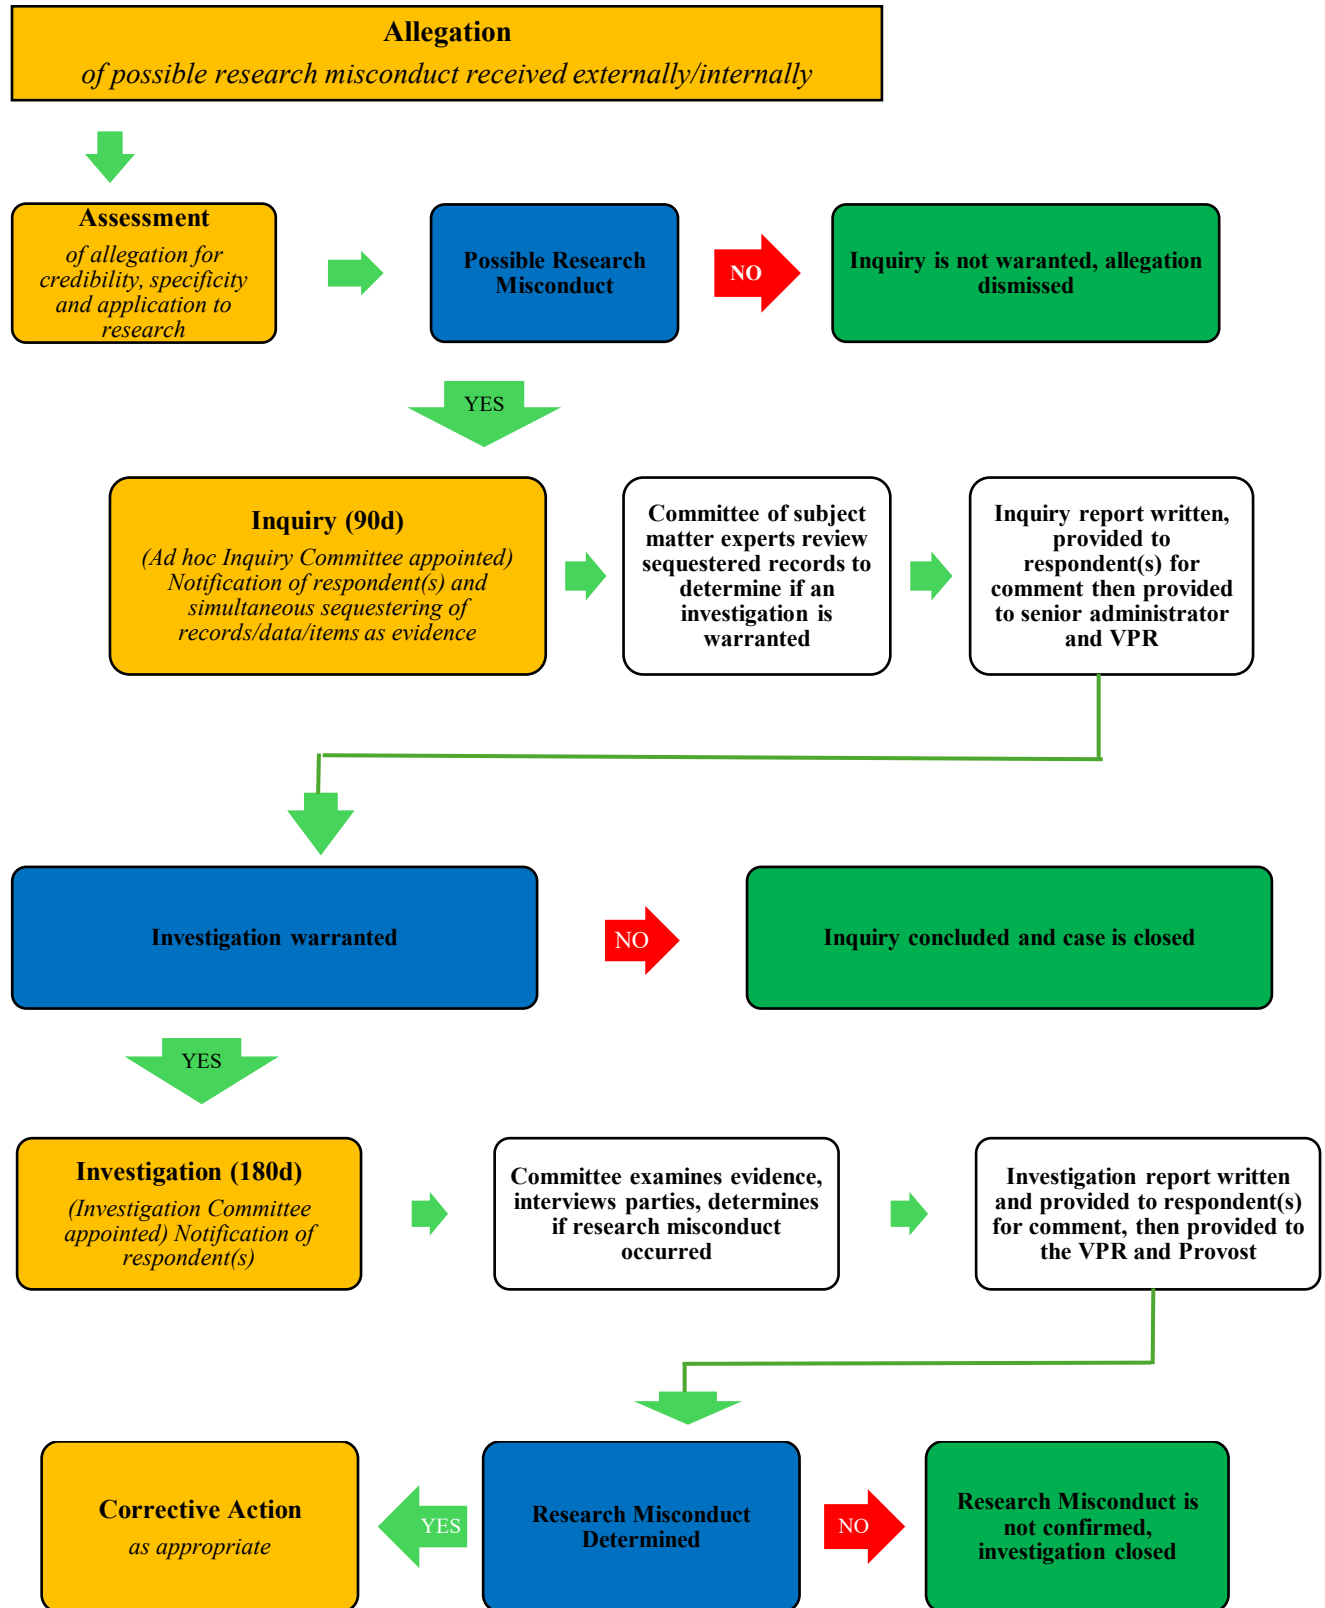 Allegation
of possible research misconduct received externally/internally
Assessment
of allegation for
credibility, specificity
and application to
research
Possible Research
Misconduct
NO
Inquiry is not waranted, allegation
dismissed
YES
Inquiry (90d)
(Ad hoc Inquiry Committee appointed)
Notification of respondent(s) and
simultaneous sequestering of
records/data/items as evidence
Committee of subject
matter experts review
sequestered records to
determine if an
investigation is
warranted
Inquiry report written,
provided to
respondent(s) for
comment then provided
to senior administrator
and VPR
Investigation warranted
NO
Inquiry concluded and case is closed
YES
Investigation (180d)
(Investigation Committee
appointed) Notification of
respondent(s)
Committee examines evidence,
interviews parties, determines
if research misconduct
occurred
Investigation report written
and provided to respondent(s)
for comment, then provided to
the VPR and Provost
Corrective Action
as appropriate
YES
Research Misconduct
Determined
NO
Research Misconduct is
not confirmed,
investigation closed